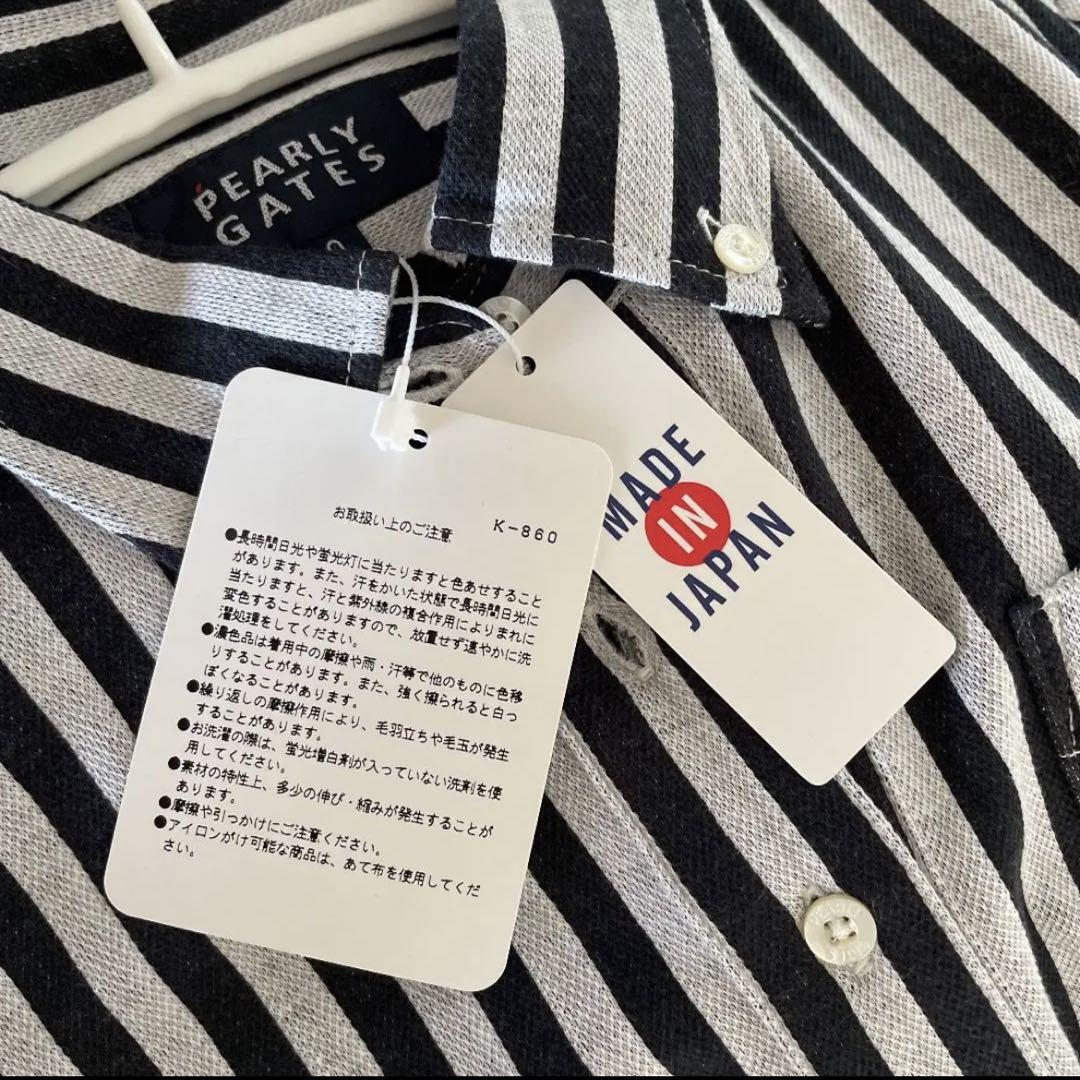 PEARLY
GATES
お取扱い上のご注意 K-860
●長時間日光や蛍光灯に当たりますと色あせすること
があります。また、汗をかいた状態で長時間日光に
当たりますと、汗と紫外線の複合作用によりまれに
変色することがありますので、放置せず速やかに洗
濯処理をしてください。
●濃色品は着用中の摩擦や雨・汗等で他のものに色移
りすることがあります。また、強く擦られると白っ
ぽくなることがあります。
●繰り返しの摩擦作用により、毛羽立ちや毛玉が発生
することがあります。
●お洗濯の際は、蛍光増白剤が入っていない洗剤を使
用してください。
●素材の特性上、多少の伸び・縮みが発生することが
あります。
●摩擦や引っかけにご注意ください。
●アイロンがけ可能な商品は、あて布を使用してくだ
さい。
MADE
IN
JAPAN